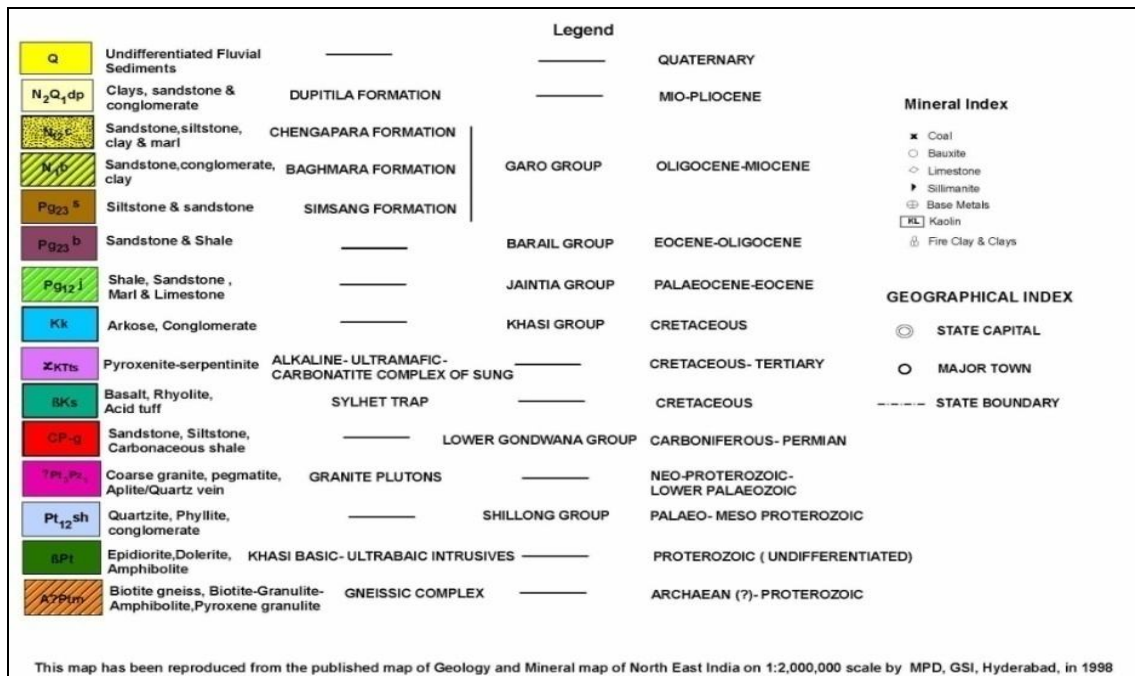 Legend
Q Undifferentiated Fluvial Sediments QUATERNARY
N2Q1dp Clays, sandstone & conglomerate DUPITILA FORMATION MIO-PLIOCENE
Sandstone,siltstone, clay & marl CHENGAPARA FORMATION
N1b Sandstone,conglomerate, clay BAGHMARA FORMATION GARO GROUP OLIGOCENE-MIOCENE
Pg23 s Siltstone & sandstone SIMSANG FORMATION
Pg23 b Sandstone & Shale BARAIL GROUP EOCENE-OLIGOCENE
Pg12 j Shale, Sandstone , Marl & Limestone JAINTIA GROUP PALAEOCENE-EOCENE
Kk Arkose, Conglomerate KHASI GROUP CRETACEOUS
Pyroxenite-serpentinite ALKALINE- ULTRAMAFIC- CARBONATITE COMPLEX OF SUNG CRETACEOUS- TERTIARY
ßKs Basalt, Rhyolite, Acid tuff SYLHET TRAP CRETACEOUS
CP-g Sandstone, Siltstone, Carbonaceous shale LOWER GONDWANA GROUP CARBONIFEROUS- PERMIAN
Coarse granite, pegmatite, Aplite/Quartz vein GRANITE PLUTONS NEO-PROTEROZOIC- LOWER PALAEOZOIC
Pt12sh Quartzite, Phyllite, conglomerate SHILLONG GROUP PALAEO- MESO PROTEROZOIC
ßPt Epidiorite,Dolerite, Amphibolite KHASI BASIC- ULTRABAIC INTRUSIVES PROTEROZOIC ( UNDIFFERENTIATED)
A?Ptm Biotite gneiss, Biotite-Granulite- Amphibolite,Pyroxene granulite GNEISSIC COMPLEX ARCHAEAN (?)- PROTEROZOIC
Mineral Index
Coal
Bauxite
Limestone
Sillimanite
Base Metals
KL Kaolin
Fire Clay & Clays
GEOGRAPHICAL INDEX
STATE CAPITAL
MAJOR TOWN
STATE BOUNDARY
This map has been reproduced from the published map of Geology and Mineral map of North East India on 1:2,000,000 scale by MPD, GSI, Hyderabad, in 1998